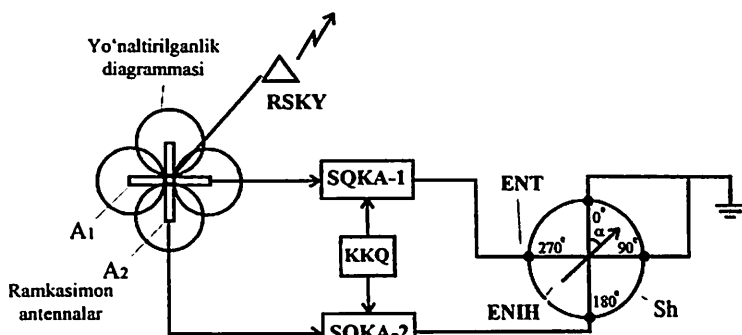 Yo‘naltirilganlik
diagrammasi
RSKY
SQKA-1
ENT
0°
α
270°
90°
A1
A2
KKQ
Ramkasimon
antennalar
ENIH
180°
Sh
SQKA-2